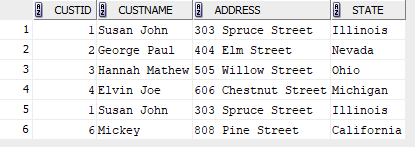 CUSTID CUSTNAME ADDRESS STATE
1 1 Susan John 303 Spruce Street Illinois
2 2 George Paul 404 Elm Street Nevada
3 3 Hannah Mathew 505 Willow Street Ohio
4 4 Elvin Joe 606 Chestnut Street Michigan
5 1 Susan John 303 Spruce Street Illinois
6 6 Mickey 808 Pine Street California